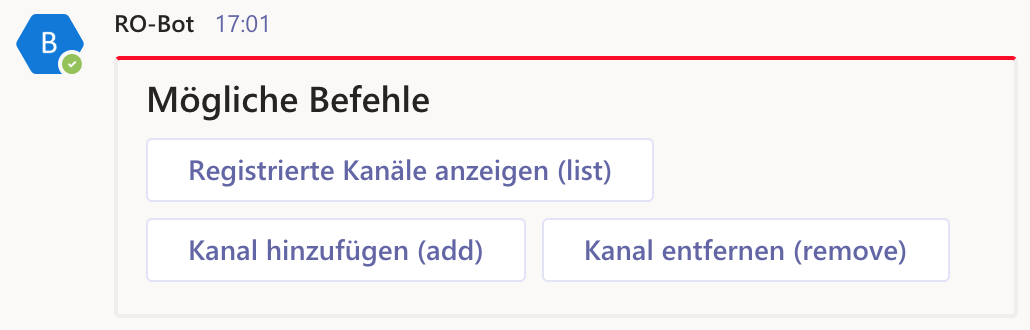 B
RO-Bot 17:01
Mögliche Befehle
Registrierte Kanäle anzeigen (list)
Kanal hinzufügen (add) Kanal entfernen (remove)